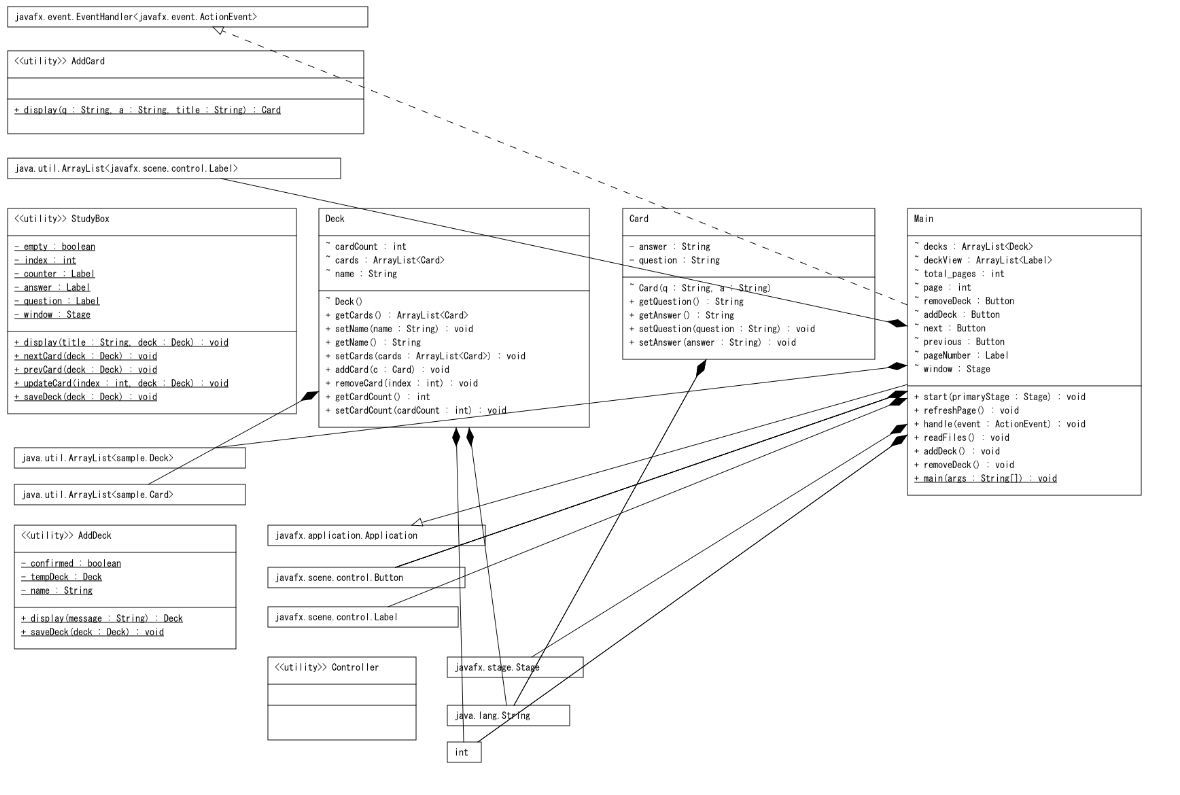 javafx.event.EventHandler<javafx.event.ActionEvent>
<<utility>> AddCard
+ display(q : String, a : String, title : String) : Card
java.util.ArrayList<javafx.scene.control.Label>
<<utility>> StudyBox
- empty : boolean
- index : int
- counter : Label
- answer : Label
- question : Label
- window : Stage
+ display(title : String, deck : Deck) : void
+ nextCard(deck : Deck) : void
+ prevCard(deck : Deck) : void
+ updateCard(index : int, deck : Deck) : void
+ saveDeck(deck : Deck) : void
Deck
~ cardCount : int
~ cards : ArrayList<Card>
~ name : String
~ Deck()
+ getCards() : ArrayList<Card>
+ setName(name : String) : void
+ getName() : String
+ setCards(cards : ArrayList<Card>) : void
+ addCard(c : Card) : void
+ removeCard(index : int) : void
+ getCardCount() : int
+ setCardCount(cardCount : int) : void
Card
- answer : String
- question : String
~ Card(q : String, a : String)
+ getQuestion() : String
+ getAnswer() : String
+ setQuestion(question : String) : void
+ setAnswer(answer : String) : void
Main
~ decks : ArrayList<Deck>
~ deckView : ArrayList<Label>
~ total_pages : int
~ page : int
~ removeDeck : Button
~ addDeck : Button
~ next : Button
~ previous : Button
~ pageNumber : Label
~ window : Stage
+ start(primaryStage : Stage) : void
+ refreshPage() : void
+ handle(event : ActionEvent) : void
+ readFiles() : void
+ addDeck() : void
+ removeDeck() : void
+ main(args : String[]) : void
java.util.ArrayList<sample.Deck>
java.util.ArrayList<sample.Card>
<<utility>> AddDeck
- confirmed : boolean
- tempDeck : Deck
- name : String
+ display(message : String) : Deck
+ saveDeck(deck : Deck) : void
javafx.application.Application
javafx.scene.control.Button
javafx.scene.control.Label
<<utility>> Controller
javafx.stage.Stage
java.lang.String
int